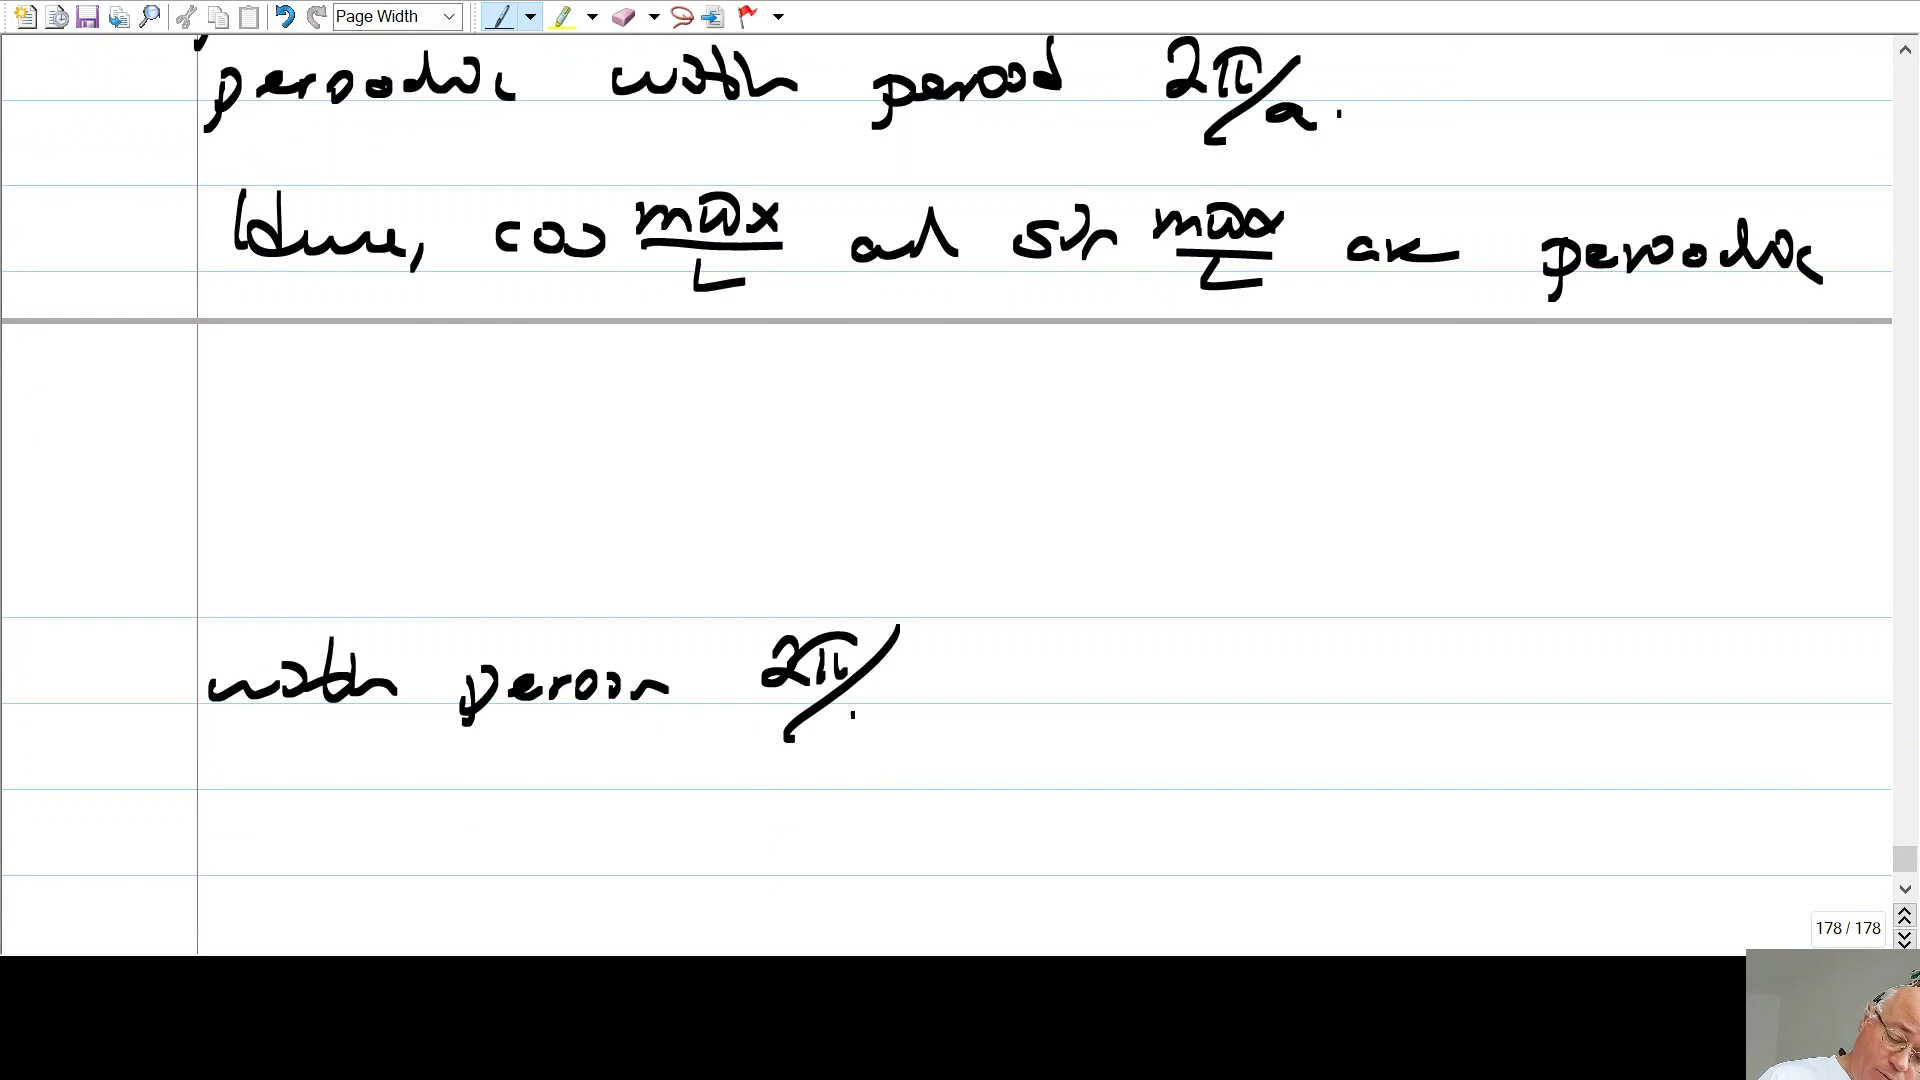 Page Width
periodic with period 2π/a.
Hence, cos mπx/L and sin mπx/L are periodic
with period 2π/
178 / 178